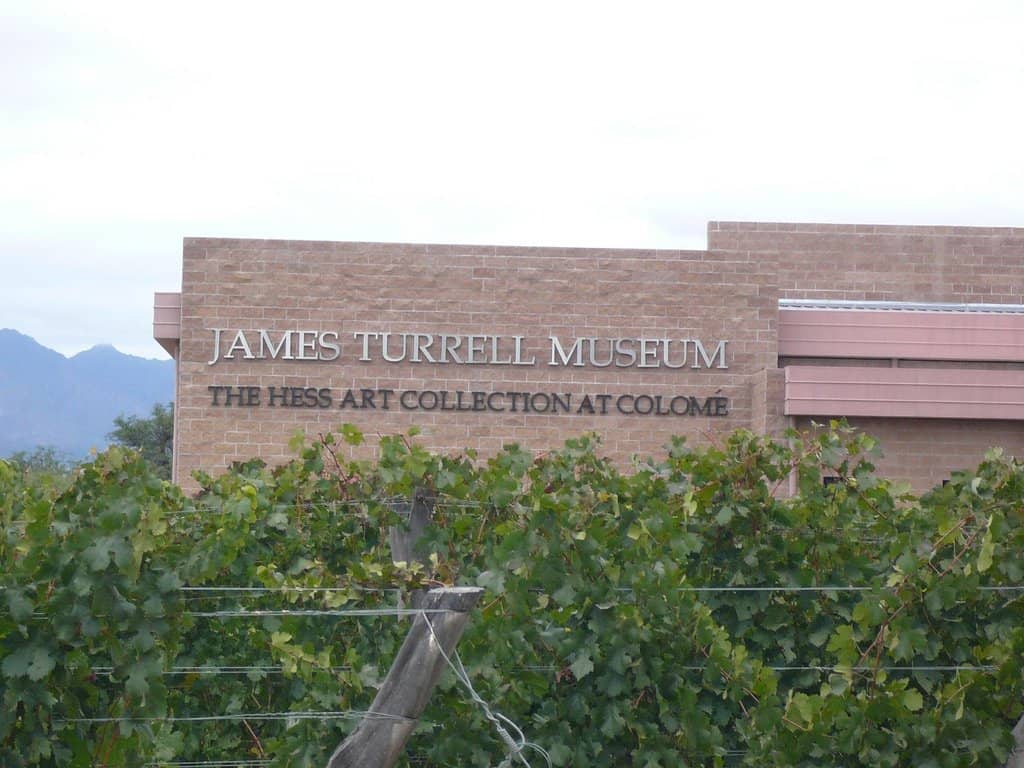 JAMES TURRELL MUSEUM
THE HESS ART COLLECTION AT COLOMÉ